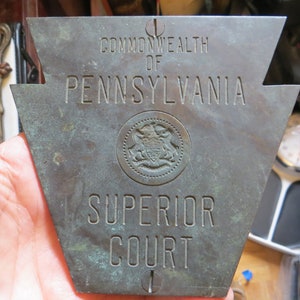 COMMONWEALTH
OF
PENNSYLVANIA
SUPERIOR
COURT